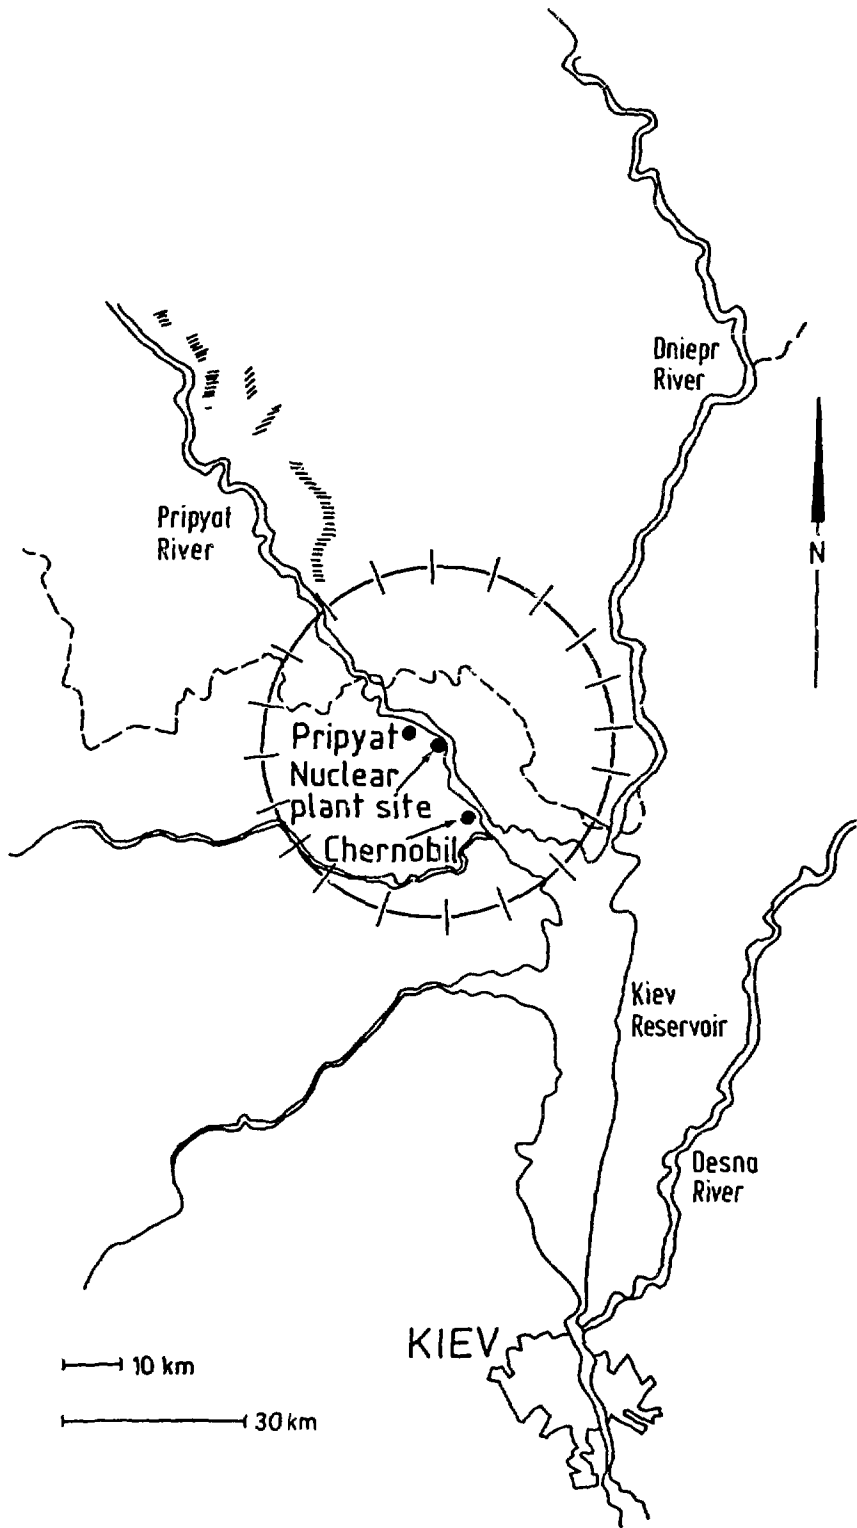 Dniepr
River
Pripyat
River
N
Pripyat
Nuclear
plant site
Chernobil
Kiev
Reservoir
Desna
River
KIEV
10 km
30 km